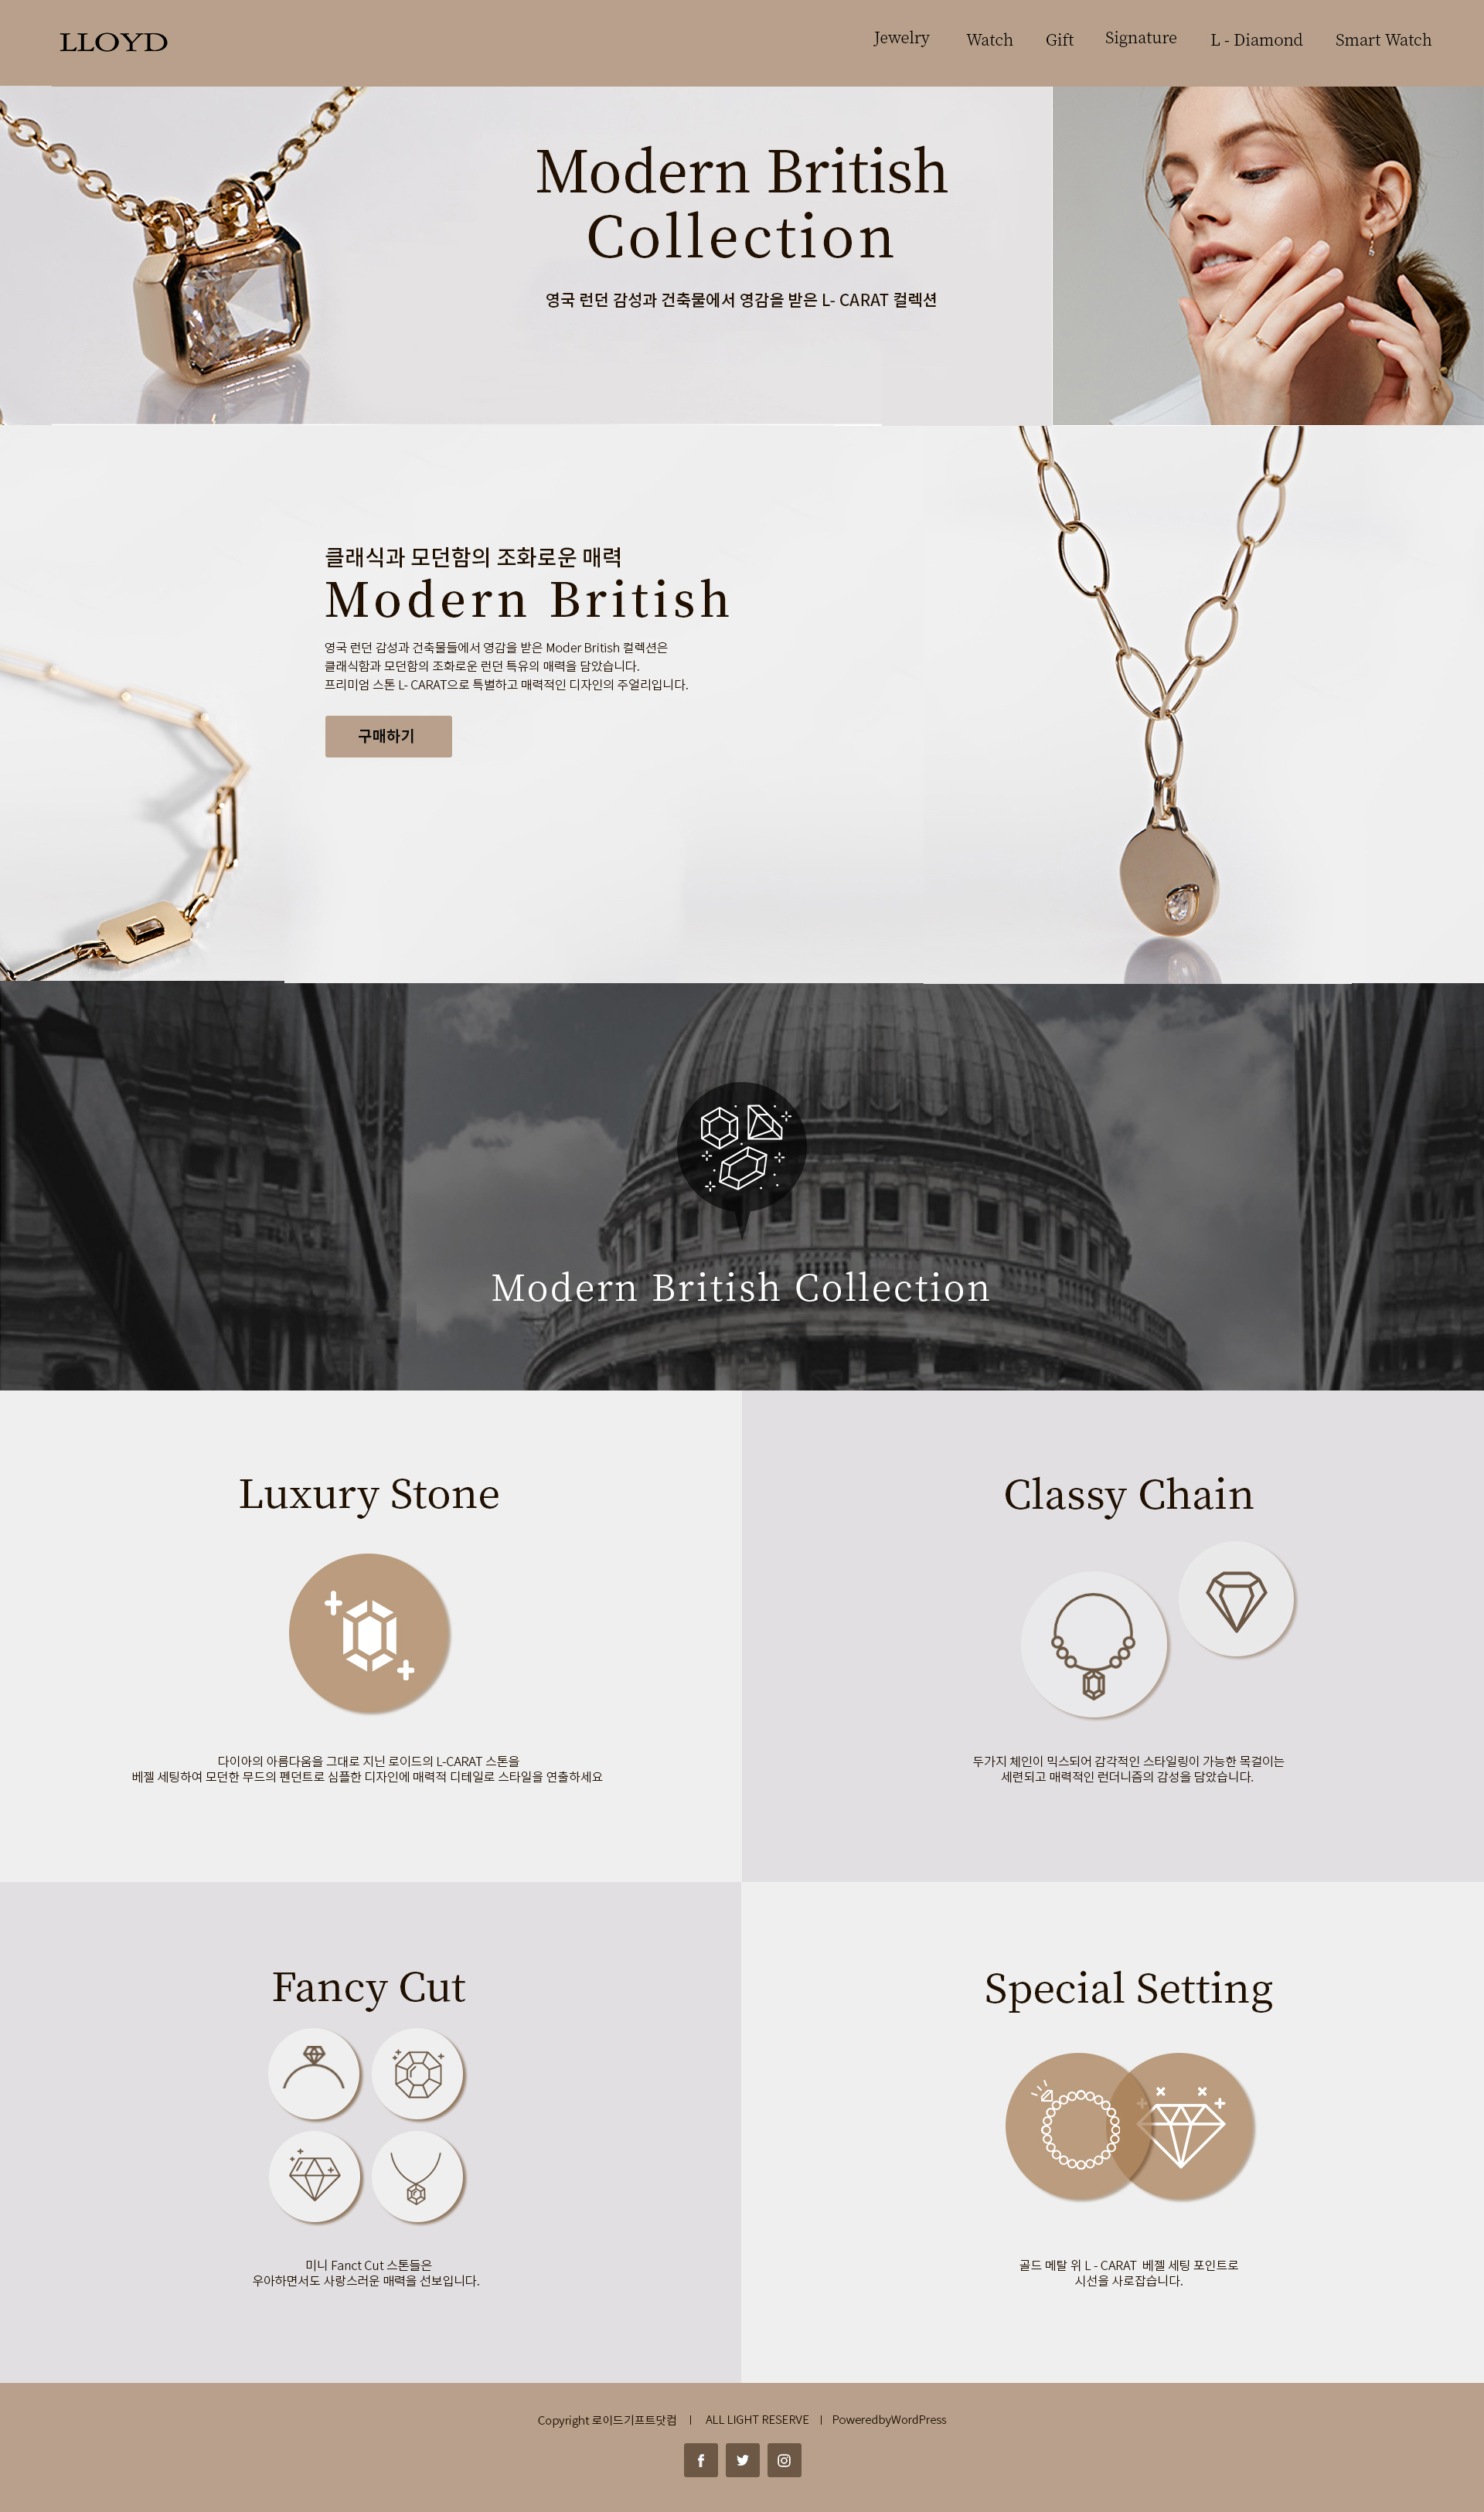 LLOYD
Jewelry Watch Gift Signature L - Diamond Smart Watch
Modern British
Collection
영국 런던 감성과 건축물에서 영감을 받은 L- CARAT 컬렉션
클래식과 모던함의 조화로운 매력
Modern British
영국 런던 감성과 건축물들에서 영감을 받은 Moder British 컬렉션은
클래식함과 모던함의 조화로운 런던 특유의 매력을 담았습니다.
프리미엄 스톤 L- CARAT으로 특별하고 매력적인 디자인의 주얼리입니다.
구매하기
Modern British Collection
Luxury Stone
다이아의 아름다움을 그대로 지닌 로이드의 L-CARAT 스톤을
베젤 세팅하여 모던한 무드의 펜던트로 심플한 디자인에 매력적 디테일로 스타일을 연출하세요
Classy Chain
두가지 체인이 믹스되어 감각적인 스타일링이 가능한 목걸이는
세련되고 매력적인 런더니즘의 감성을 담았습니다.
Fancy Cut
미니 Fanct Cut 스톤들은
우아하면서도 사랑스러운 매력을 선보입니다.
Special Setting
골드 메탈 위 L - CARAT 베젤 세팅 포인트로
시선을 사로잡습니다.
Copyright 로이드기프트닷컴 | ALL LIGHT RESERVE | PoweredbyWordPress